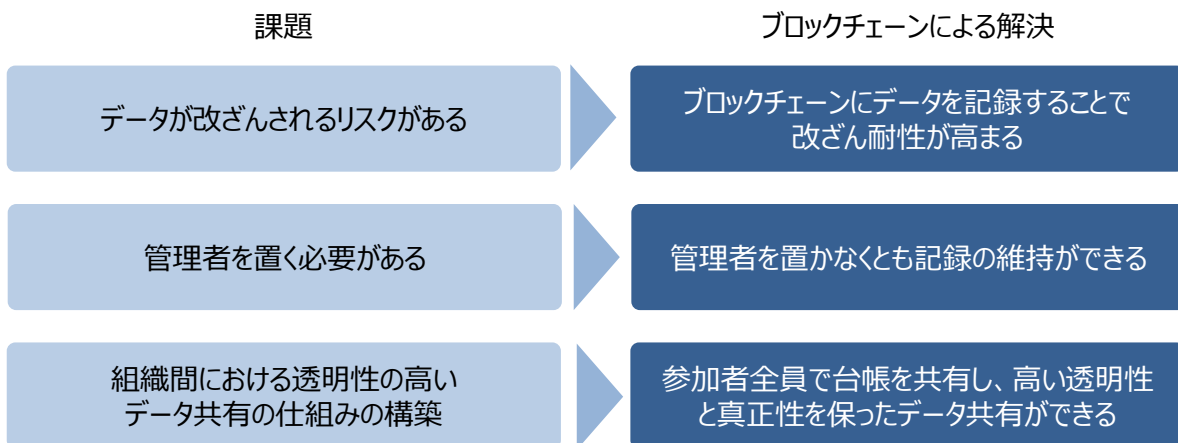 課題
ブロックチェーンによる解決
データが改ざんされるリスクがある
ブロックチェーンにデータを記録することで
改ざん耐性が高まる
管理者を置く必要がある
管理者を置かなくとも記録の維持ができる
組織間における透明性の高い
データ共有の仕組みの構築
参加者全員で台帳を共有し、高い透明性
と真正性を保ったデータ共有ができる